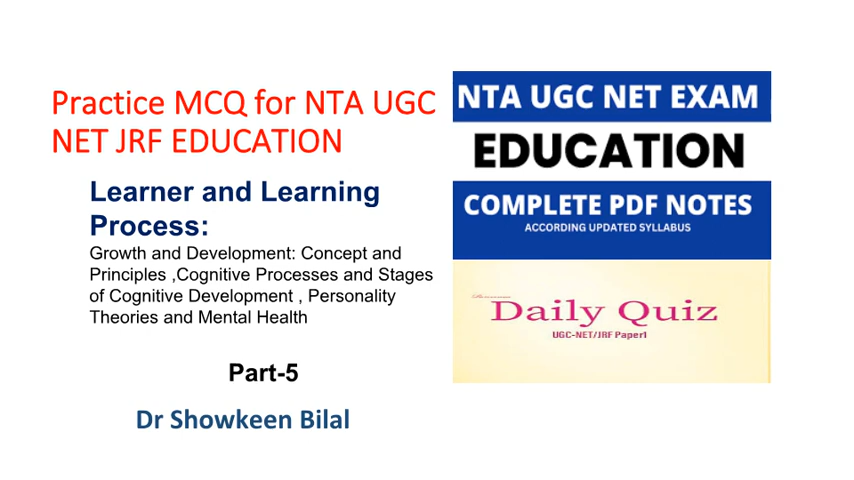 Practice MCQ for NTA UGC
NET JRF EDUCATION
Learner and Learning
Process:
Growth and Development: Concept and
Principles ,Cognitive Processes and Stages
of Cognitive Development , Personality
Theories and Mental Health
Part-5
Dr Showkeen Bilal
NTA UGC NET EXAM
EDUCATION
COMPLETE PDF NOTES
ACCORDING UPDATED SYLLABUS
Daily Quiz
UGC-NET/JRF Paper1